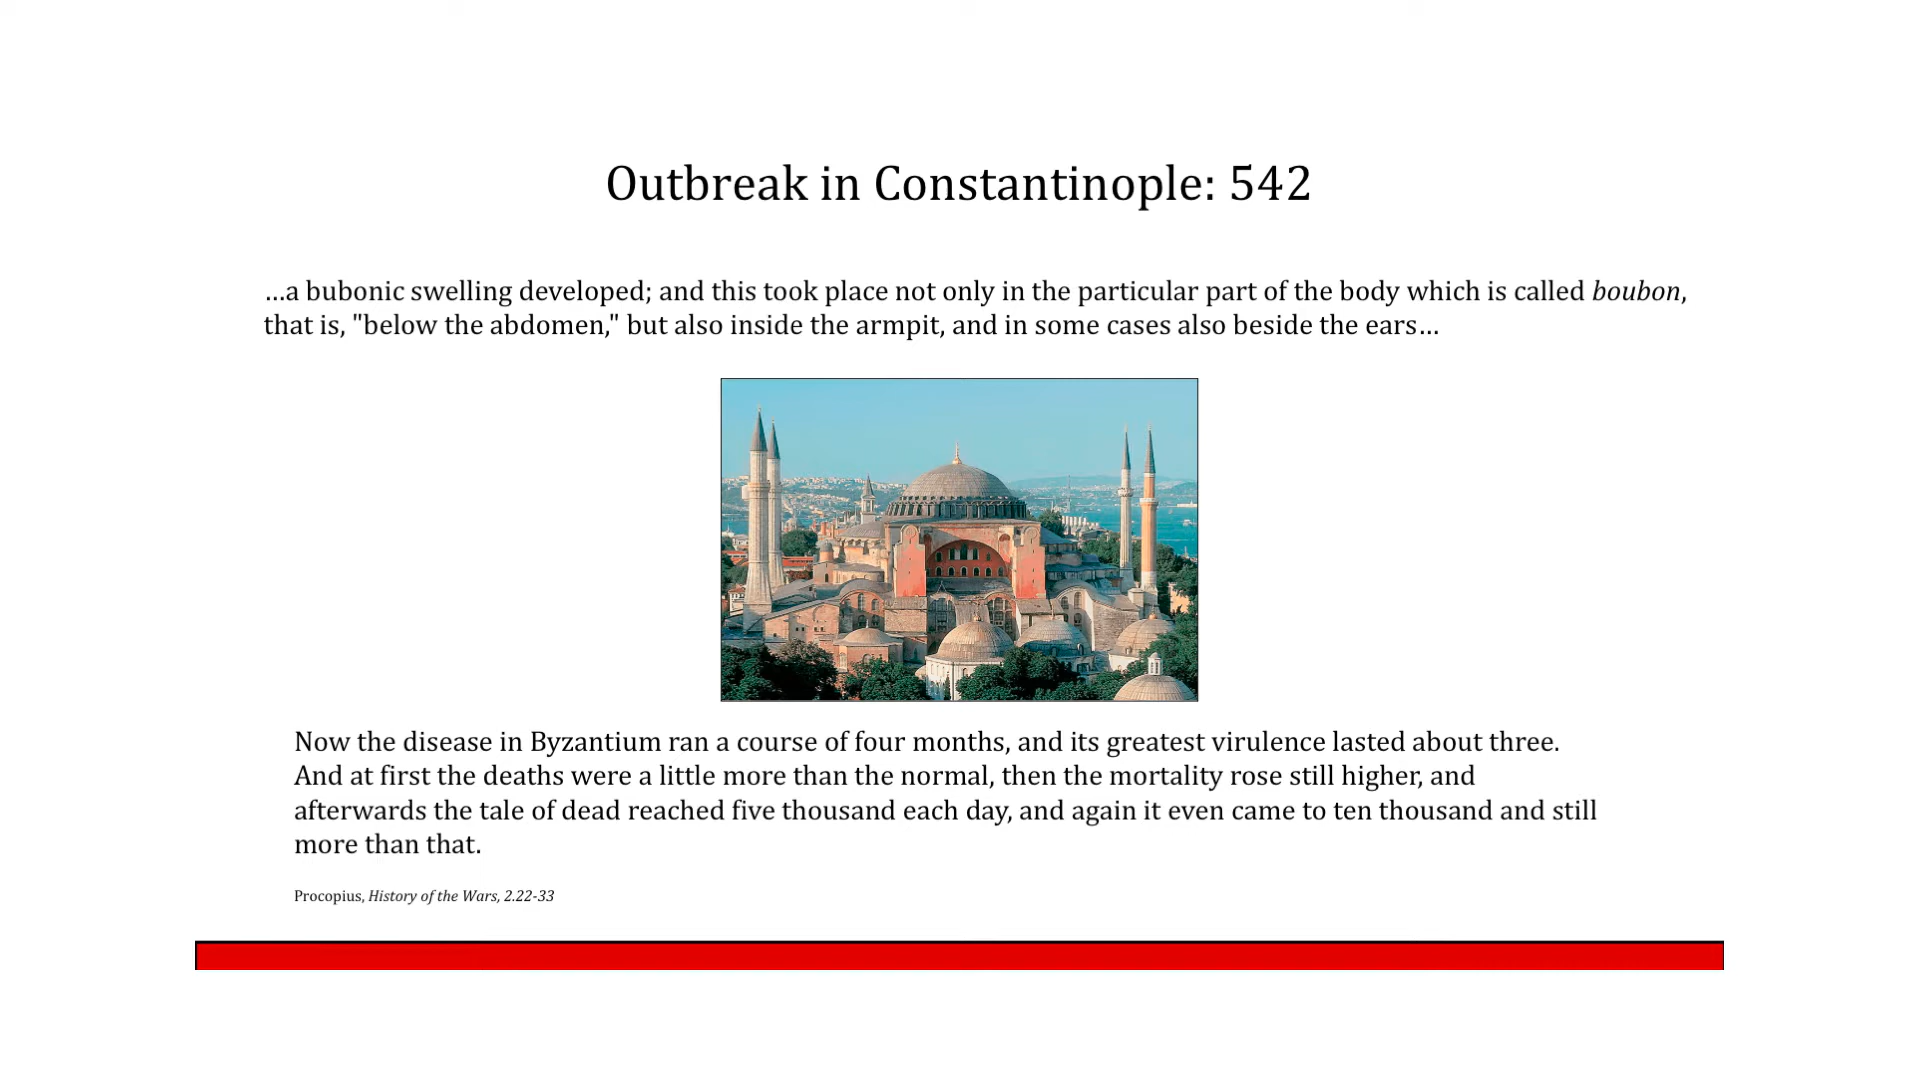 Outbreak in Constantinople: 542
…a bubonic swelling developed; and this took place not only in the particular part of the body which is called boubon,
that is, "below the abdomen," but also inside the armpit, and in some cases also beside the ears…
Now the disease in Byzantium ran a course of four months, and its greatest virulence lasted about three.
And at first the deaths were a little more than the normal, then the mortality rose still higher, and
afterwards the tale of dead reached five thousand each day, and again it even came to ten thousand and still
more than that.
Procopius, History of the Wars, 2.22-33